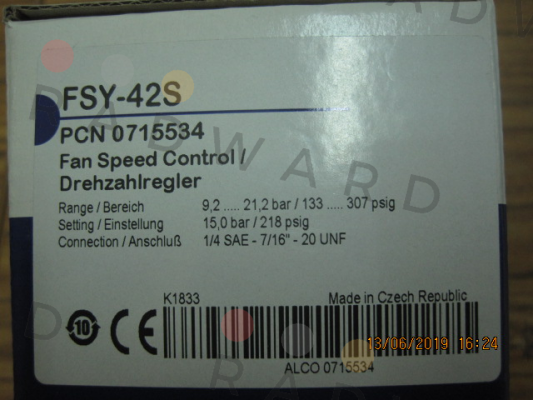 FSY-42S
PCN 0715534
Fan Speed Control /
Drehzahlregler
Range / Bereich 9,2 ..... 21,2 bar / 133 ..... 307 psig
Setting / Einstellung 15,0 bar / 218 psig
Connection / Anschluß 1/4 SAE - 7/16" - 20 UNF
K1833 Made in Czech Republic
10 CE
13/06/2019 16:24
ALCO 0715534
DADWARD